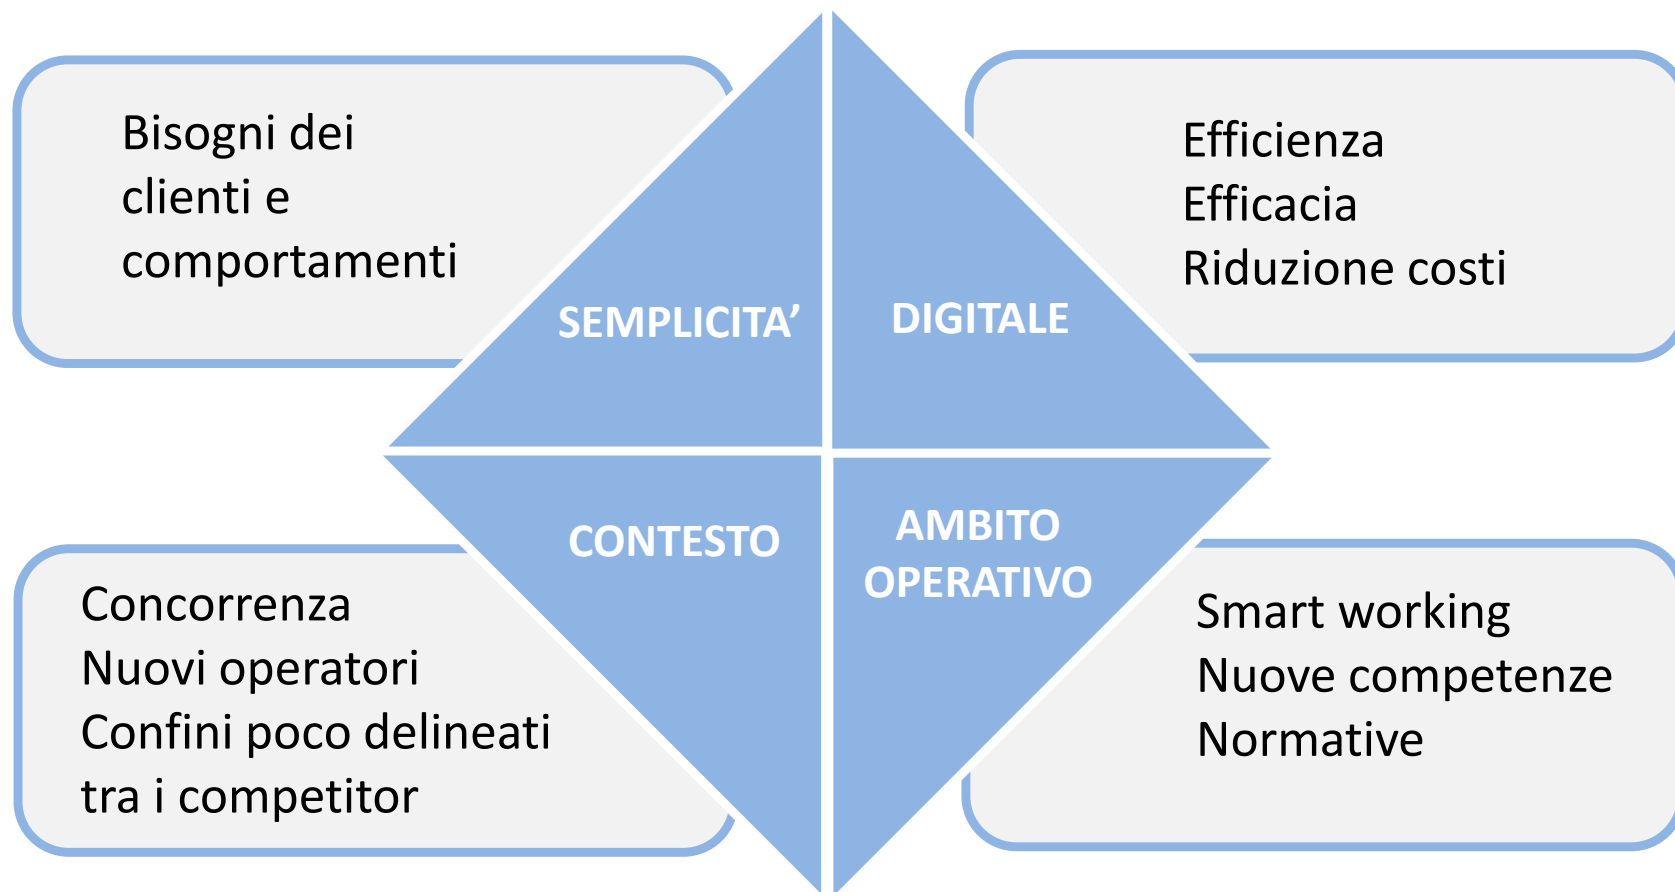 Bisogni dei
clienti e
comportamenti
SEMPLICITA’
DIGITALE
Efficienza
Efficacia
Riduzione costi
CONTESTO
AMBITO
OPERATIVO
Concorrenza
Nuovi operatori
Confini poco delineati
tra i competitor
Smart working
Nuove competenze
Normative